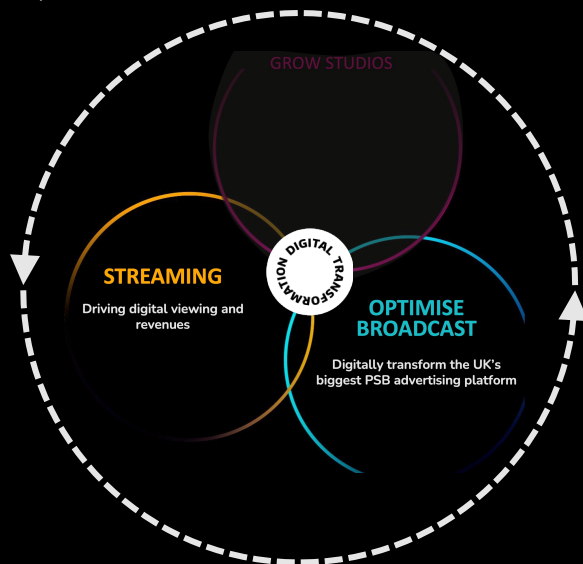 GROW STUDIOS
DIGITAL TRANSFORMATION
STREAMING
Driving digital viewing and
revenues
OPTIMISE
BROADCAST
Digitally transform the UK's
biggest PSB advertising platform